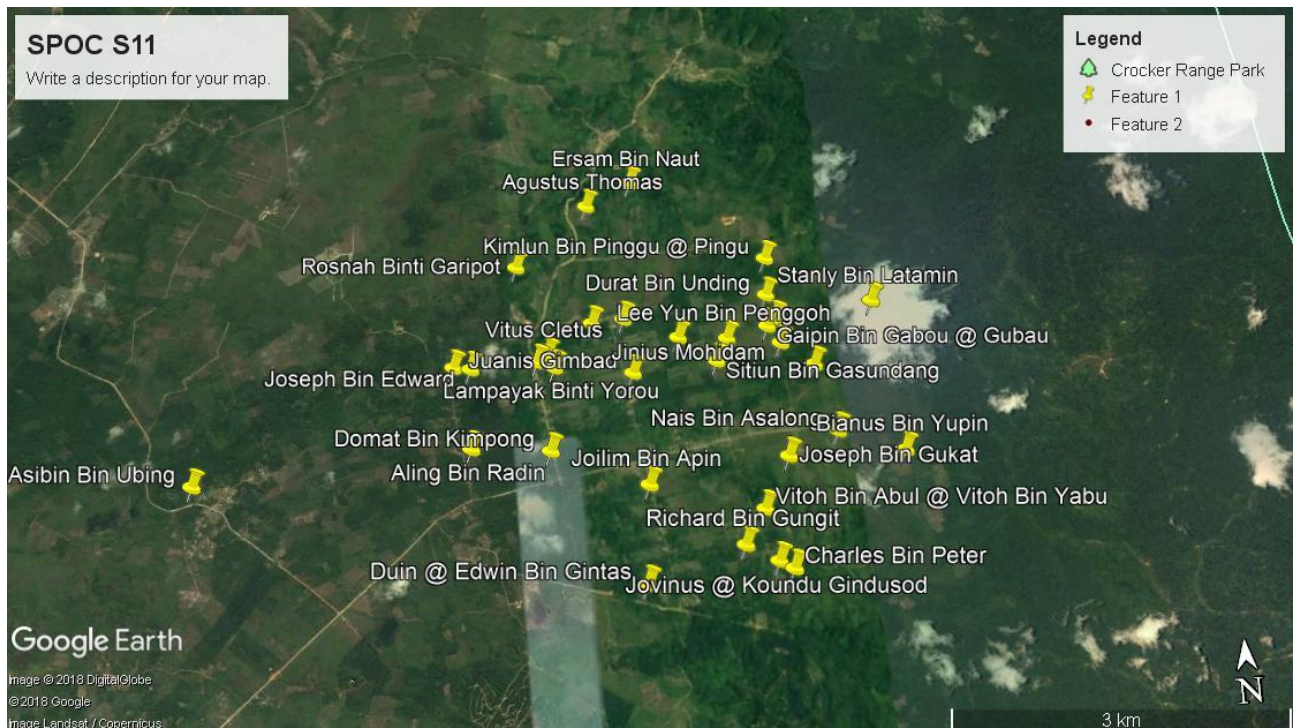 SPOC S11
Write a description for your map.
Legend
Crocker Range Park
Feature 1
Feature 2
Ersam Bin Naut
Agustus Thomas
Kimlun Bin Pinggu @ Pingu
Rosnah Binti Garipot
Stanly Bin Latamin
Durat Bin Unding
Lee Yun Bin Penggoh
Vitus Cletus
Gaipin Bin Gabou @ Gubau
Jinius Mohidam
Juanis Gimbad
Sitiun Bin Gasundang
Joseph Bin Edward
Lampayak Binti Yorou
Nais Bin Asalong
Bianus Bin Yupin
Domat Bin Kimpong
Joseph Bin Gukat
Joilim Bin Apin
Aling Bin Radin
Asibin Bin Ubing
Vitoh Bin Abul @ Vitoh Bin Yabu
Richard Bin Gungit
Charles Bin Peter
Duin @ Edwin Bin Gintas
Jovinus @ Koundu Gindusod
Google Earth
Image © 2018 DigitalGlobe
© 2018 Google
Image Landsat / Copernicus
N
3 km